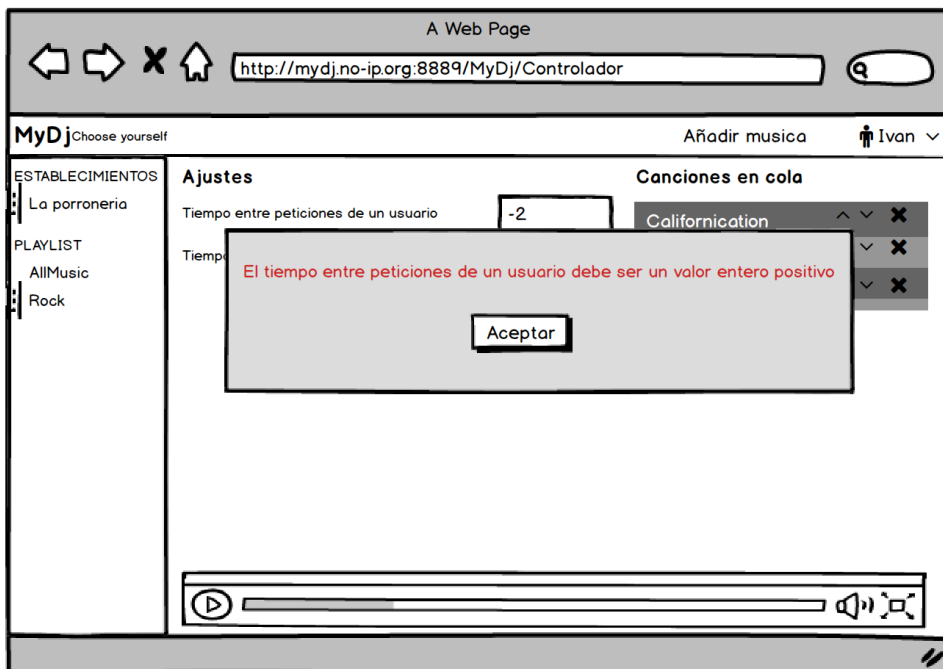 A Web Page
http://mydj.no-ip.org:8889/MyDj/Controlador
MyDj Choose yourself
Añadir musica
Ivan
ESTABLECIMIENTOS
La porroneria
PLAYLIST
AllMusic
Rock
Ajustes
Tiempo entre peticiones de un usuario
-2
Canciones en cola
Californication
El tiempo entre peticiones de un usuario debe ser un valor entero positivo
Aceptar